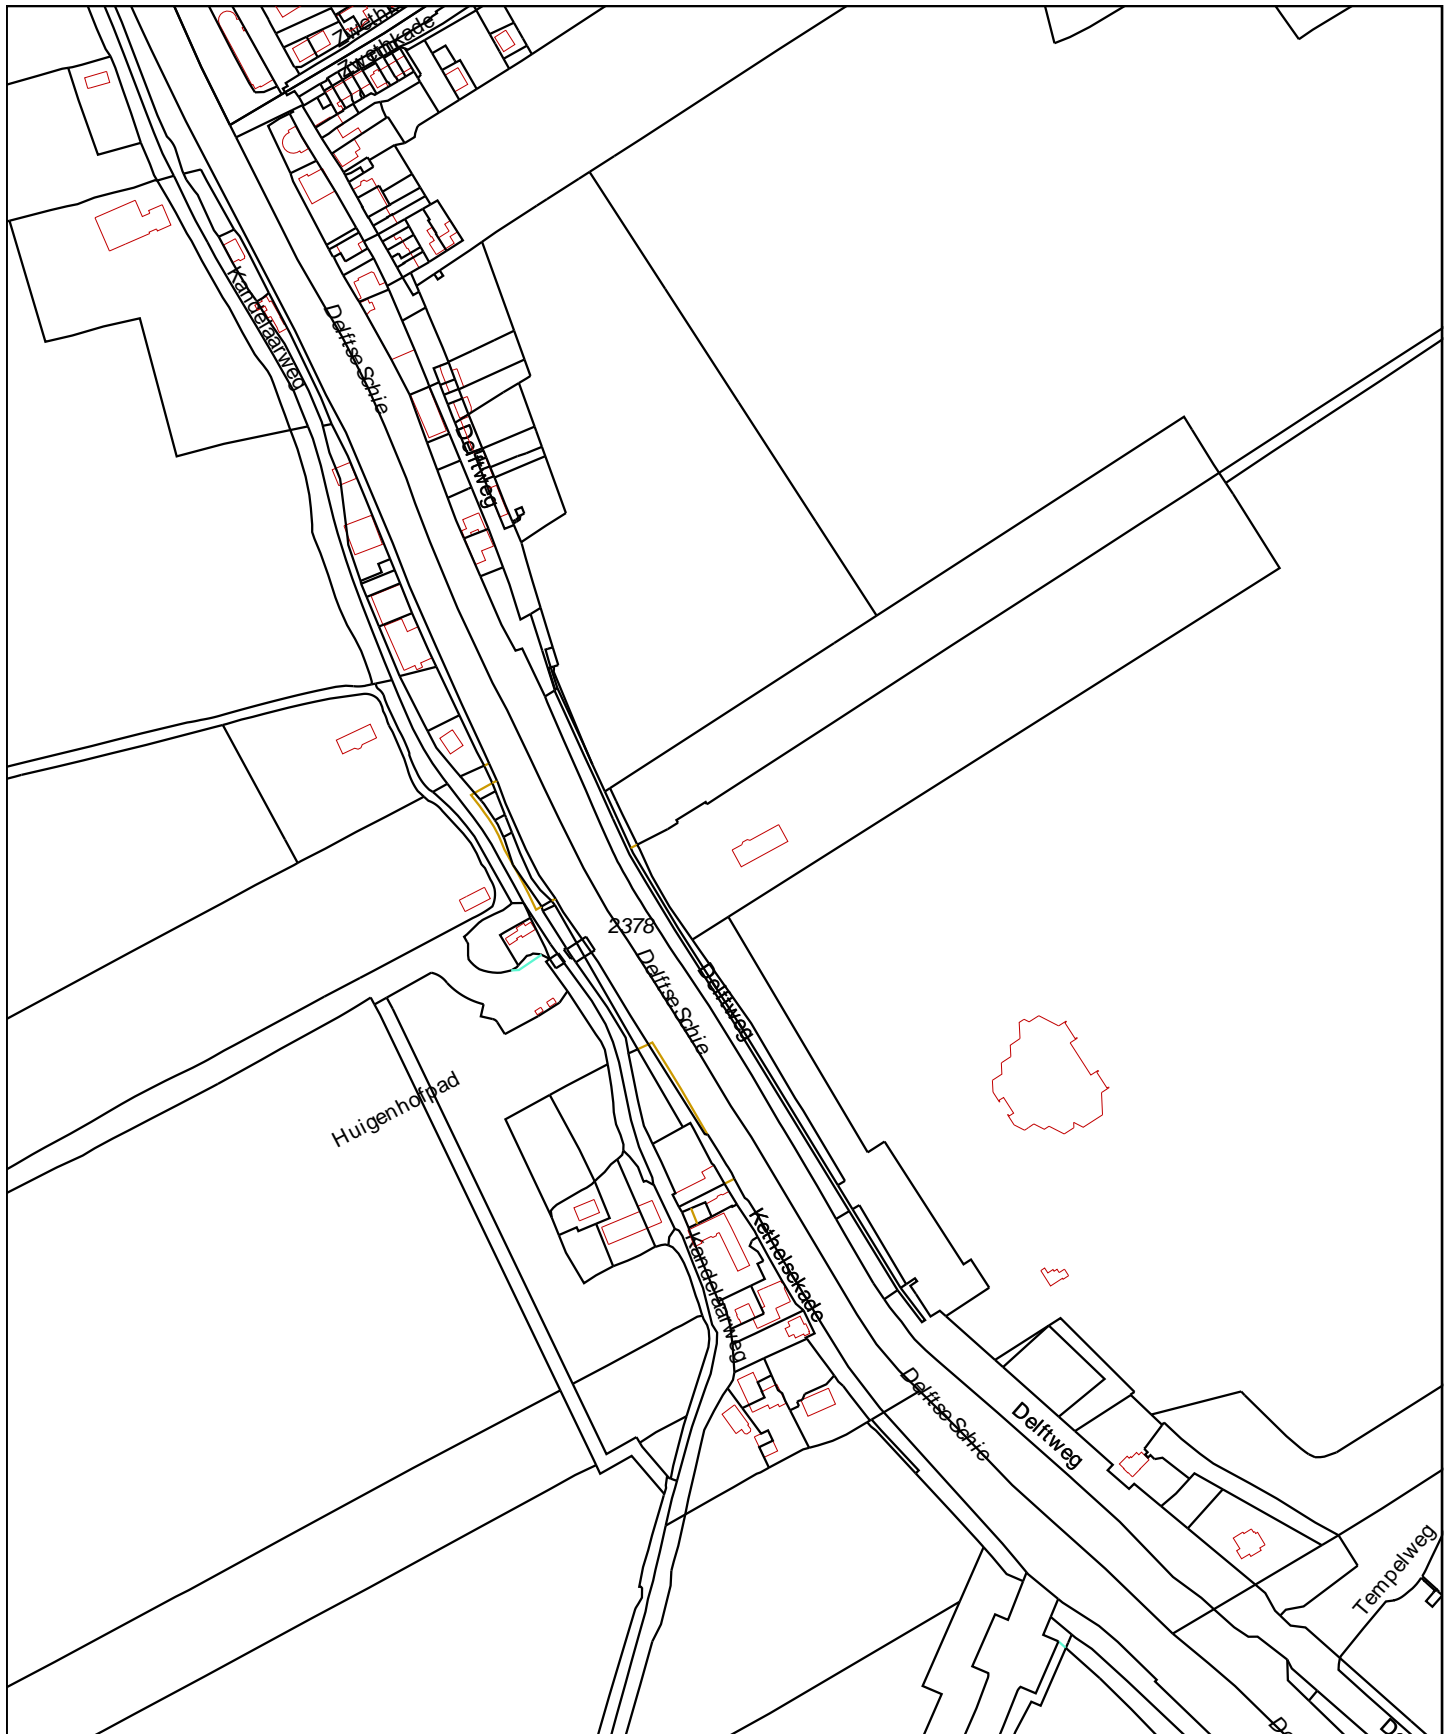 Zwethkade
Kandelaarweg
Delftse Schie
Delftweg
2378
Delftse Schie
Delftweg
Huigenhofpad
Kethelsekade
Kandelaarweg
Delftse Schie
Delftweg
Tempelweg